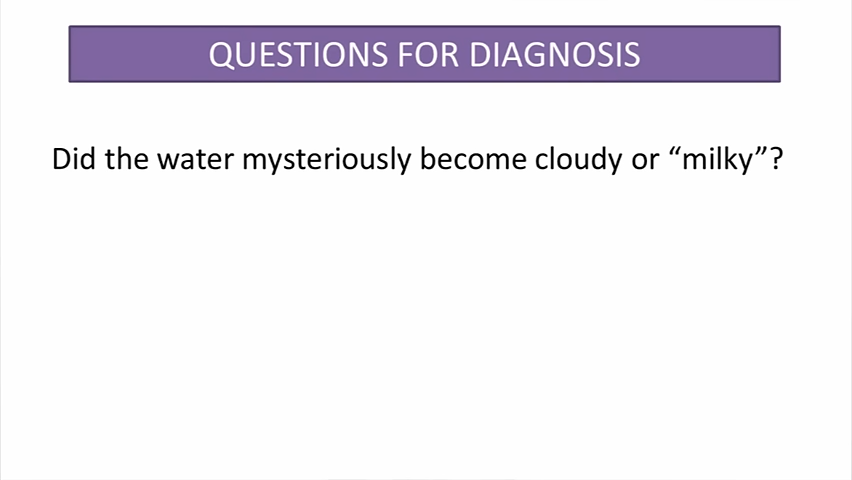 QUESTIONS FOR DIAGNOSIS
Did the water mysteriously become cloudy or “milky”?